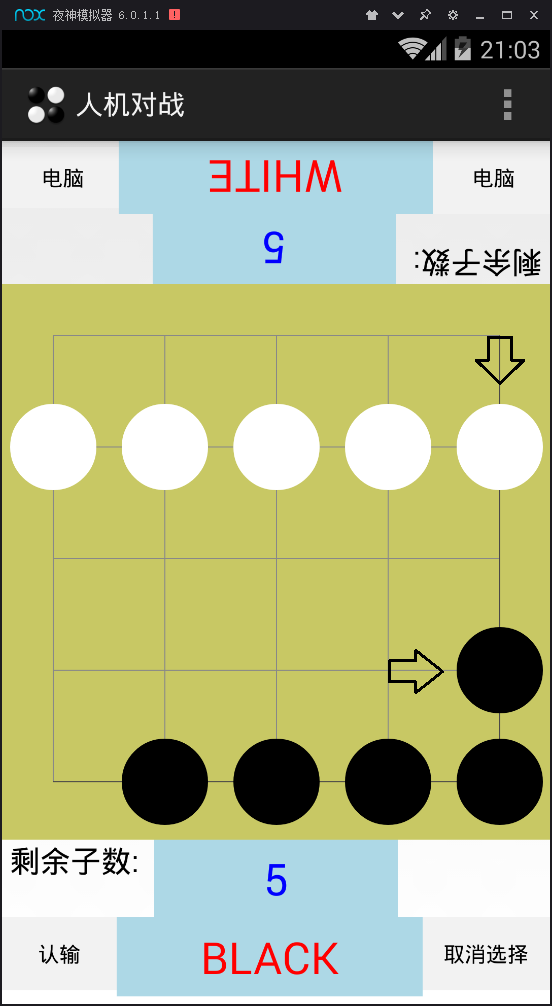 nox 夜神模拟器 6.0.1.1
21:03
人机对战
电脑 WHITE 电脑
5 剩余子数:
剩余子数: 5
认输 BLACK 取消选择